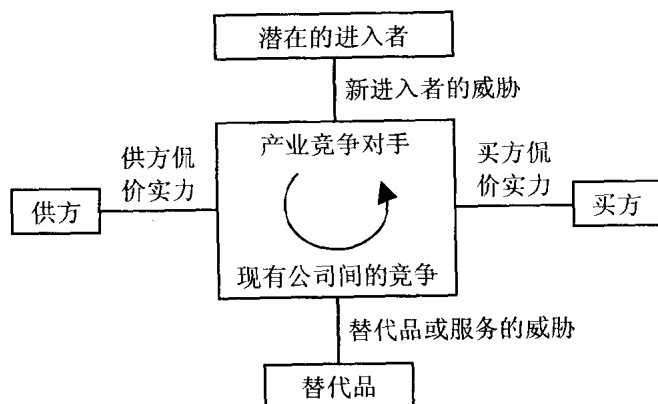 潜在的进入者
新进入者的威胁
产业竞争对手
供方侃
价实力
买方侃
价实力
供方
买方
现有公司间的竞争
替代品或服务的威胁
替代品